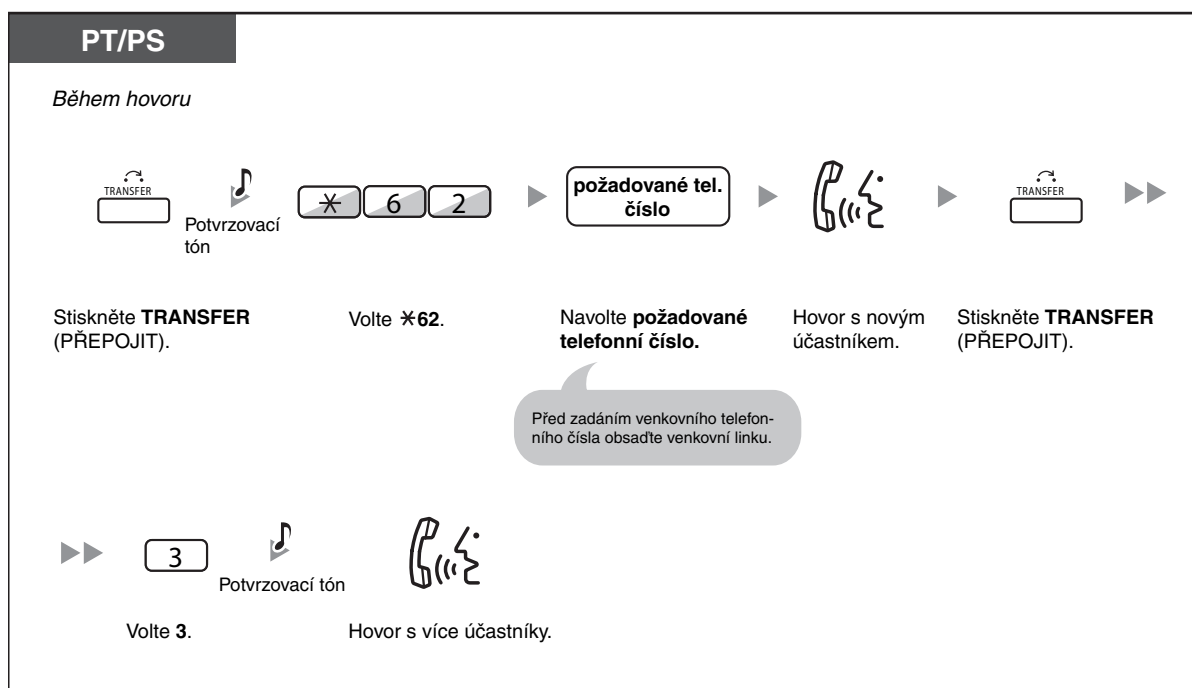 PT/PS
Během hovoru
TRANSFER
Potvrzovací
tón
* 6 2
požadované tel.
číslo
TRANSFER
Stiskněte TRANSFER
(PŘEPOJIT).
Volte *62.
Navolte požadované
telefonní číslo.
Hovor s novým
účastníkem.
Stiskněte TRANSFER
(PŘEPOJIT).
Před zadáním venkovního telefon-
ního čísla obsaďte venkovní linku.
3
Potvrzovací tón
Volte 3.
Hovor s více účastníky.